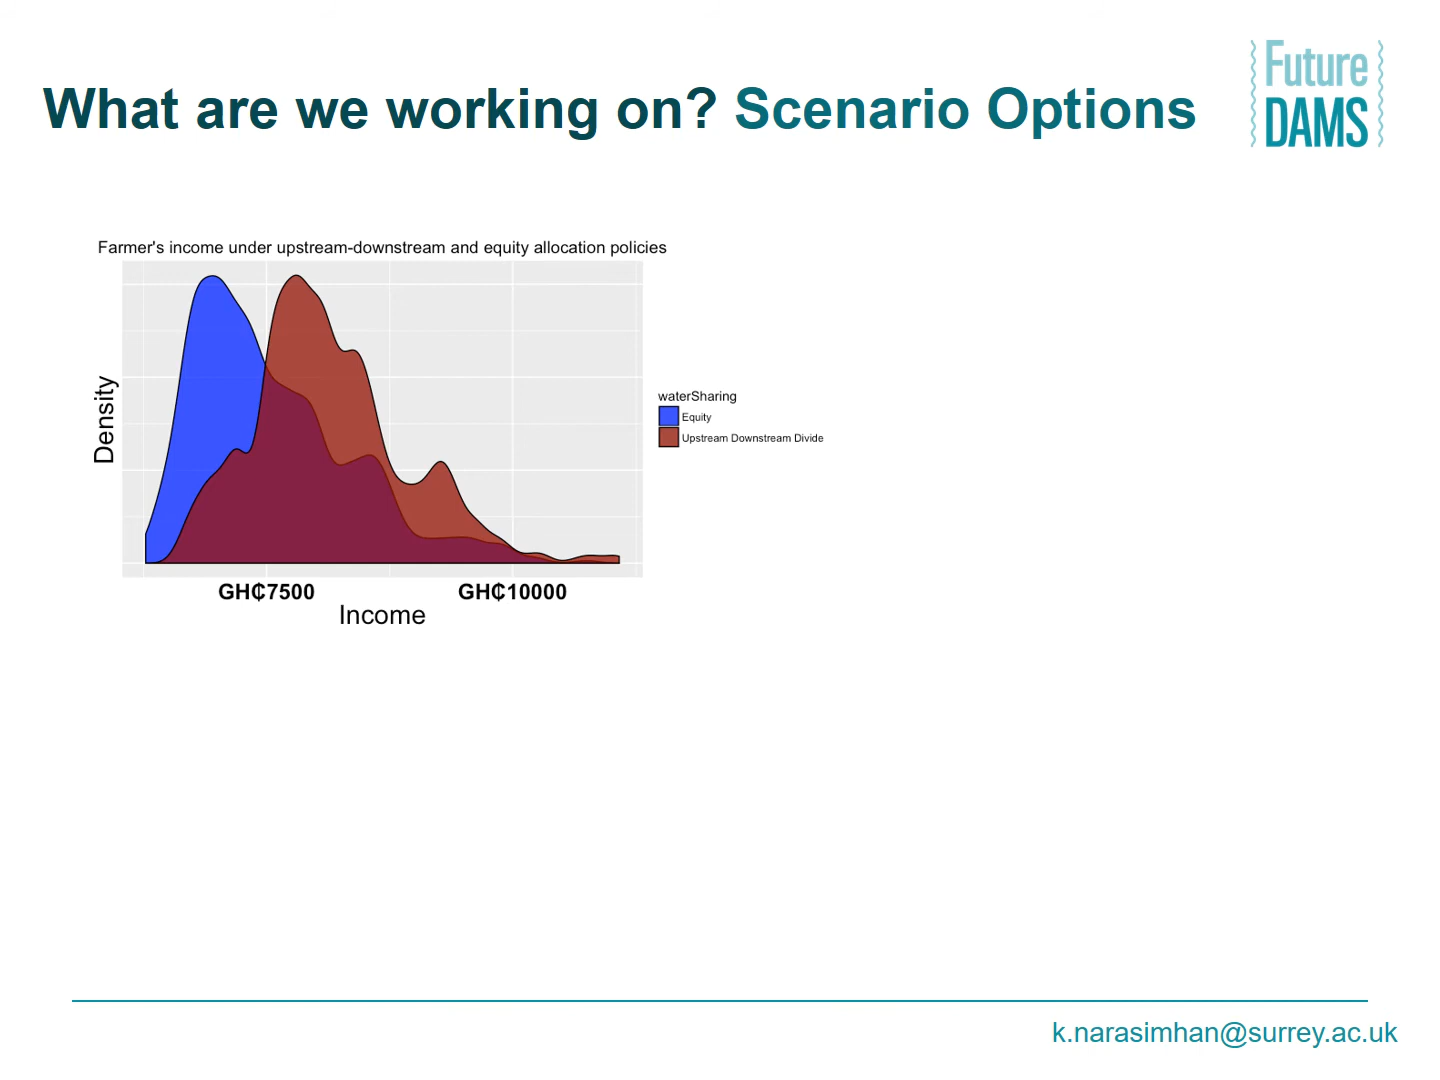 What are we working on? Scenario Options
Future
DAMS
Farmer's income under upstream-downstream and equity allocation policies
Density
waterSharing
Equity
Upstream Downstream Divide
GH₵7500
GH₵10000
Income
k.narasimhan@surrey.ac.uk